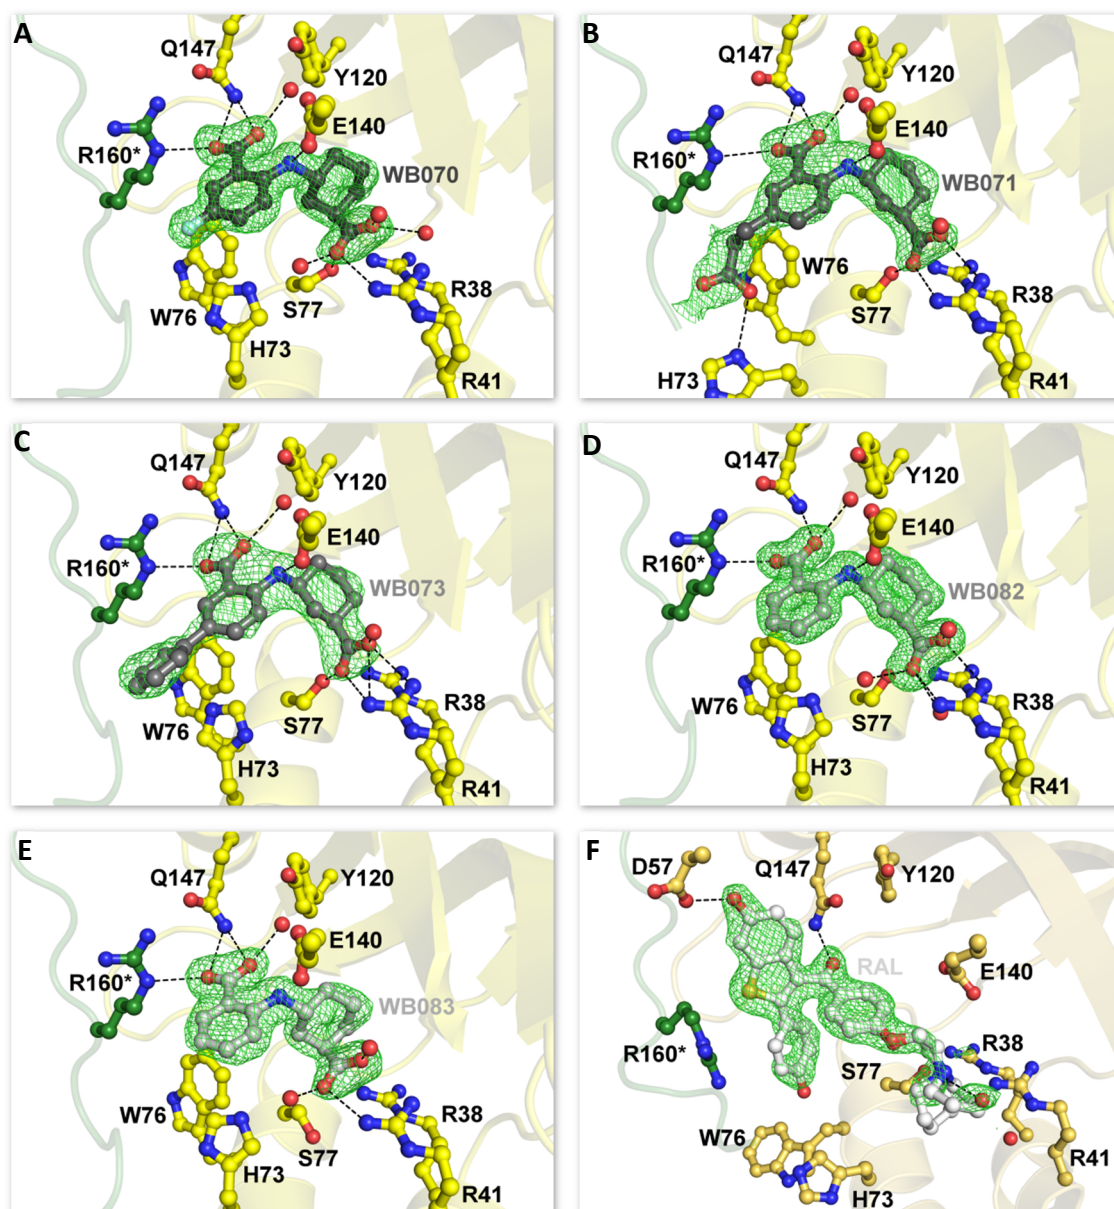 A
Q147
Y120
E140
R160*
WB070
W76
S77
R38
H73
R41
B
Q147
Y120
E140
R160*
WB071
W76
S77
R38
H73
R41
C
Q147
Y120
E140
R160*
WB073
W76
S77
R38
H73
R41
D
Q147
Y120
E140
R160*
WB082
W76
S77
R38
H73
R41
E
Q147
Y120
E140
R160*
WB083
W76
S77
R38
H73
R41
F
D57
Q147
Y120
RAL
E140
R160*
S77
R38
W76
H73
R41